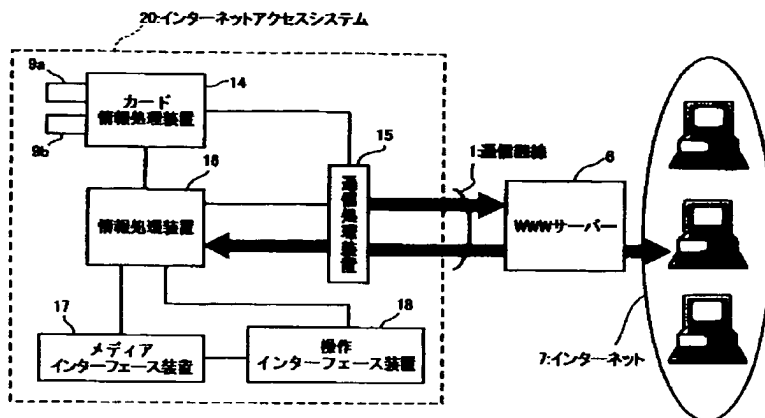 20:インターネットアクセスシステム
9a
9b
カード
情報処理装置
14
15
16
情報処理装置
通信処理装置
1:通信回線
6
WWWサーバー
17
メディア
インターフェース装置
18
操作
インターフェース装置
7:インターネット